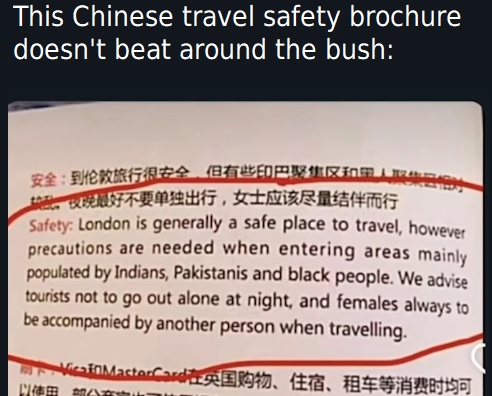 This Chinese travel safety brochure
doesn't beat around the bush:
安全：到伦敦旅行很安全，但有些印巴聚集区和黑人聚集区相对
较乱。夜晚最好不要单独出行，女士应该尽量结伴而行
Safety: London is generally a safe place to travel, however
precautions are needed when entering areas mainly
populated by Indians, Pakistanis and black people. We advise
tourists not to go out alone at night, and females always to
be accompanied by another person when travelling.
刷卡：Visa和MasterCard在英国购物、住宿、租车等消费时均可
以使用